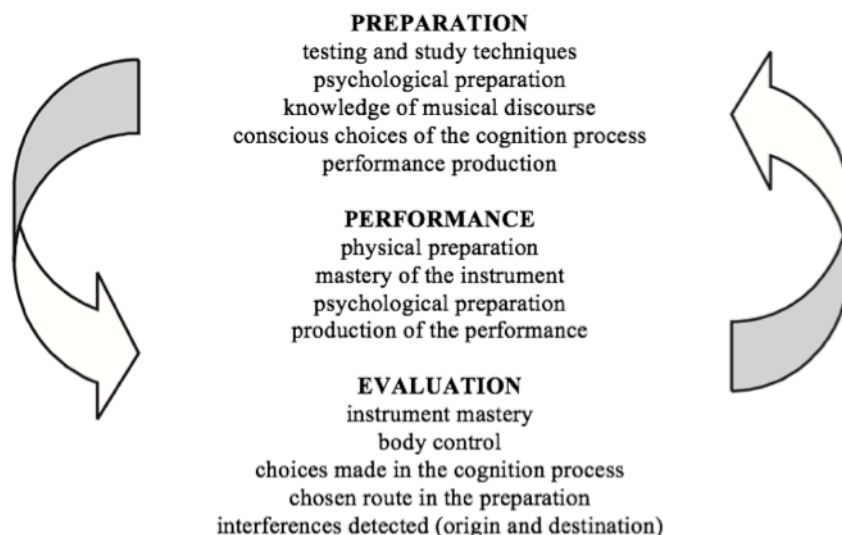 PREPARATION
testing and study techniques
psychological preparation
knowledge of musical discourse
conscious choices of the cognition process
performance production
PERFORMANCE
physical preparation
mastery of the instrument
psychological preparation
production of the performance
EVALUATION
instrument mastery
body control
choices made in the cognition process
chosen route in the preparation
interferences detected (origin and destination)